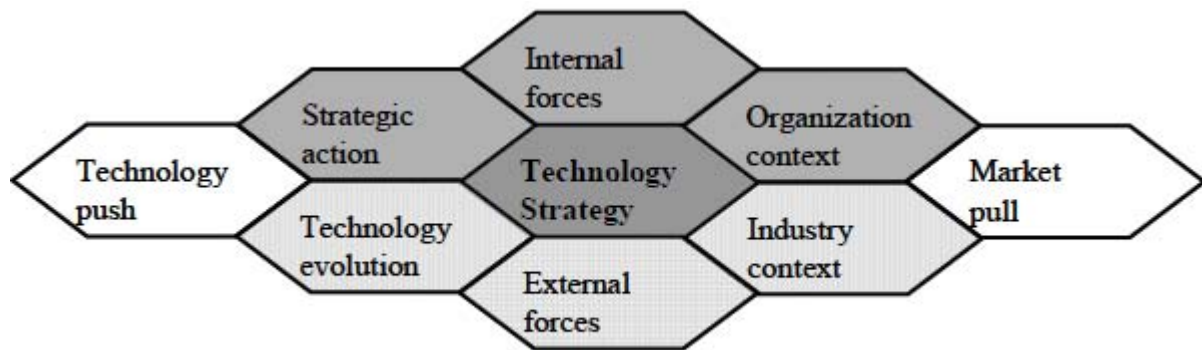 Internal
forces
Strategic
action
Organization
context
Technology
push
Technology
Strategy
Market
pull
Technology
evolution
Industry
context
External
forces